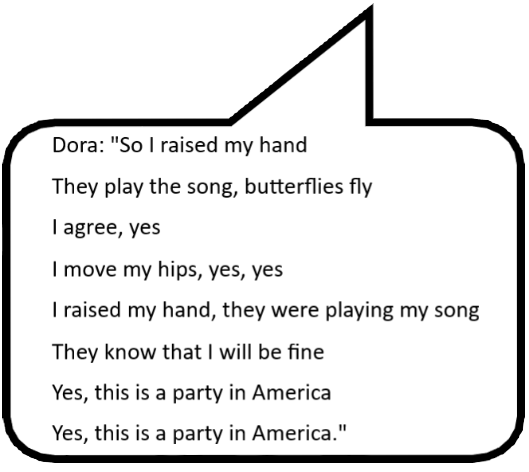 Dora: "So I raised my hand
They play the song, butterflies fly
I agree, yes
I move my hips, yes, yes
I raised my hand, they were playing my song
They know that I will be fine
Yes, this is a party in America
Yes, this is a party in America."